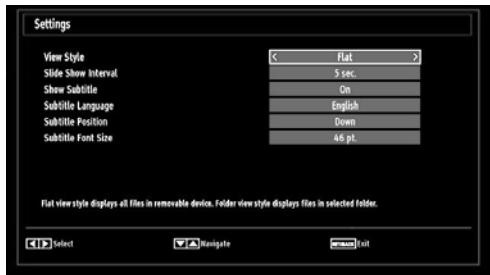 Settings
View Style < Flat >
Slide Show Interval 5 sec.
Show Subtitle On
Subtitle Language English
Subtitle Position Down
Subtitle Font Size 46 pt.
Flat view style displays all files in removable device. Folder view style displays files in selected folder.
Select Navigate RET/BACK Exit